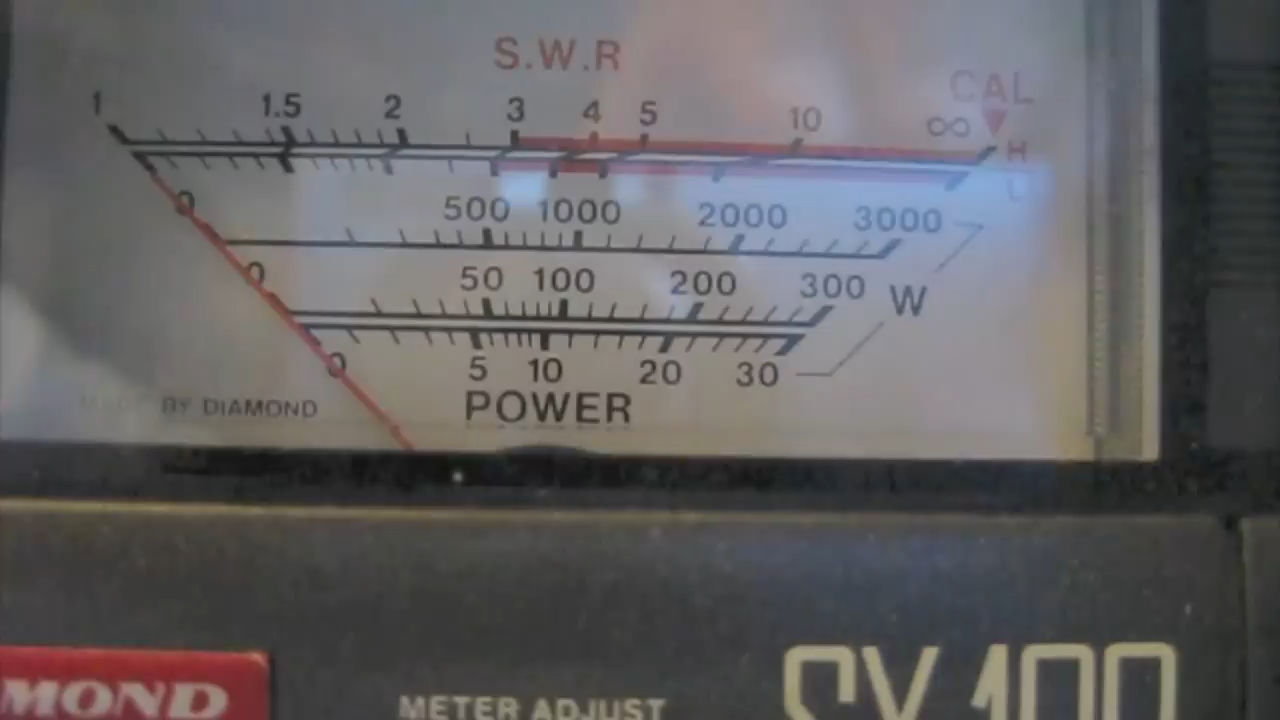 S.W.R
CAL
1 1.5 2 3 4 5 10 ∞
H
L
0 500 1000 2000 3000
0 50 100 200 300 W
0 5 10 20 30
BY DIAMOND
POWER
MOND
METER ADJUST
SX 100